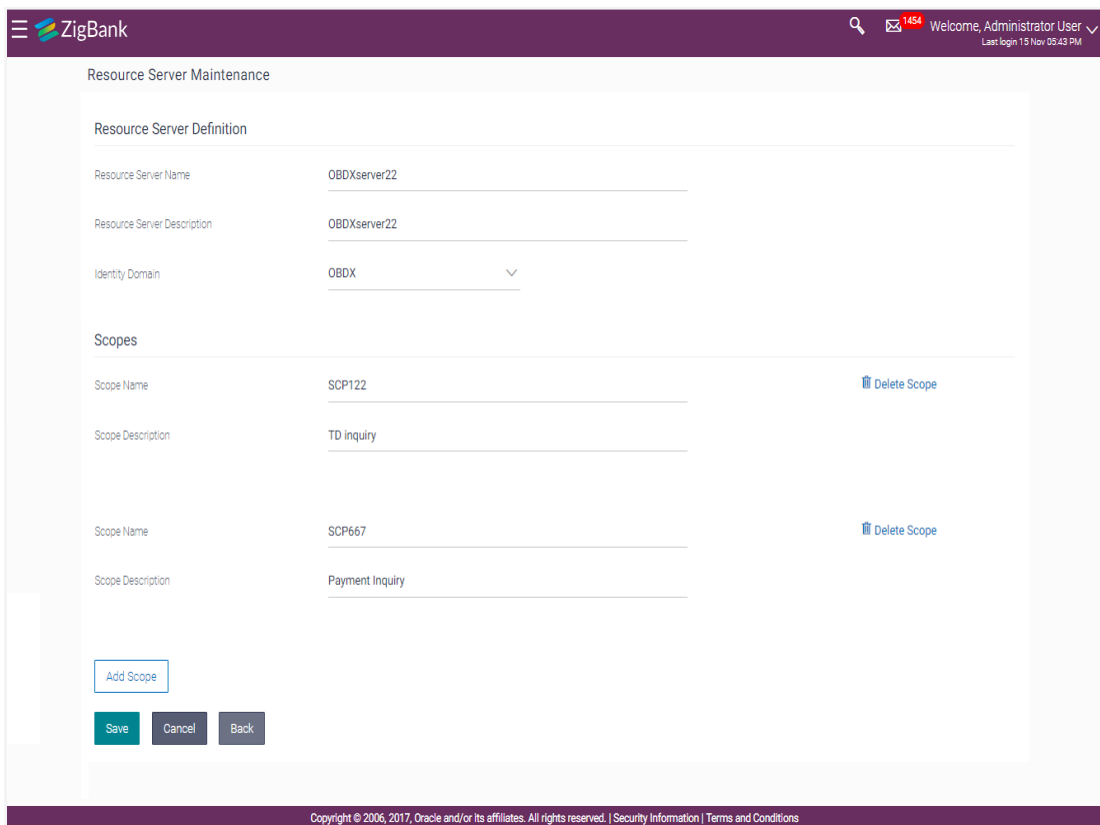 ZigBank
1454
Welcome, Administrator User
Last login 15 Nov 05:43 PM
Resource Server Maintenance
Resource Server Definition
Resource Server Name OBDXserver22
Resource Server Description OBDXserver22
Identity Domain OBDX
Scopes
Scope Name SCP122 Delete Scope
Scope Description TD inquiry
Scope Name SCP667 Delete Scope
Scope Description Payment Inquiry
Add Scope
Save Cancel Back
Copyright © 2006, 2017, Oracle and/or its affiliates. All rights reserved. | Security Information | Terms and Conditions